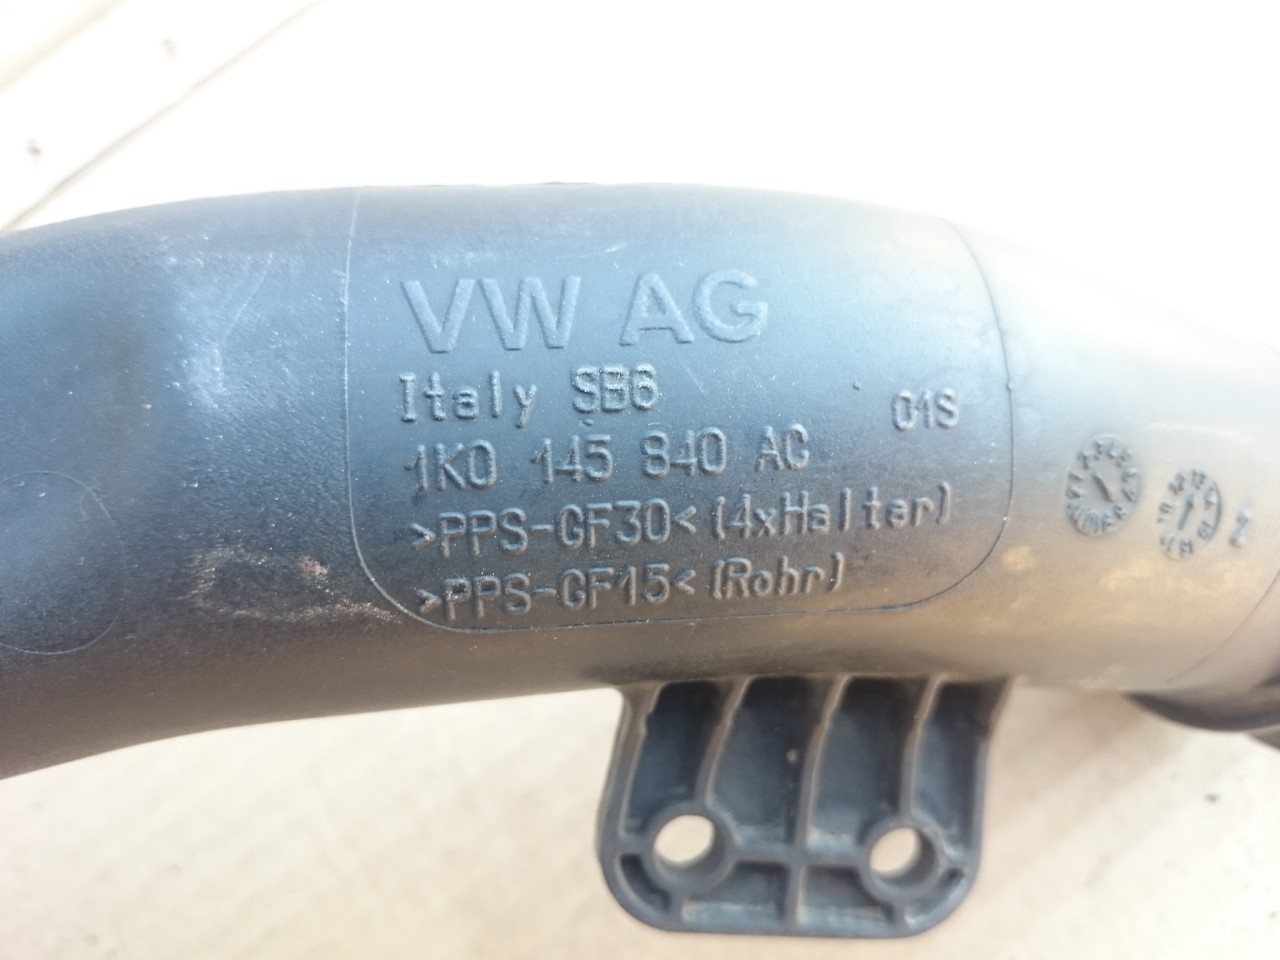 VW AG
Italy SB6
01S
1K0 145 840 AC
>PPS-GF30< (4xHalter)
>PPS-GF15< (Rohr)